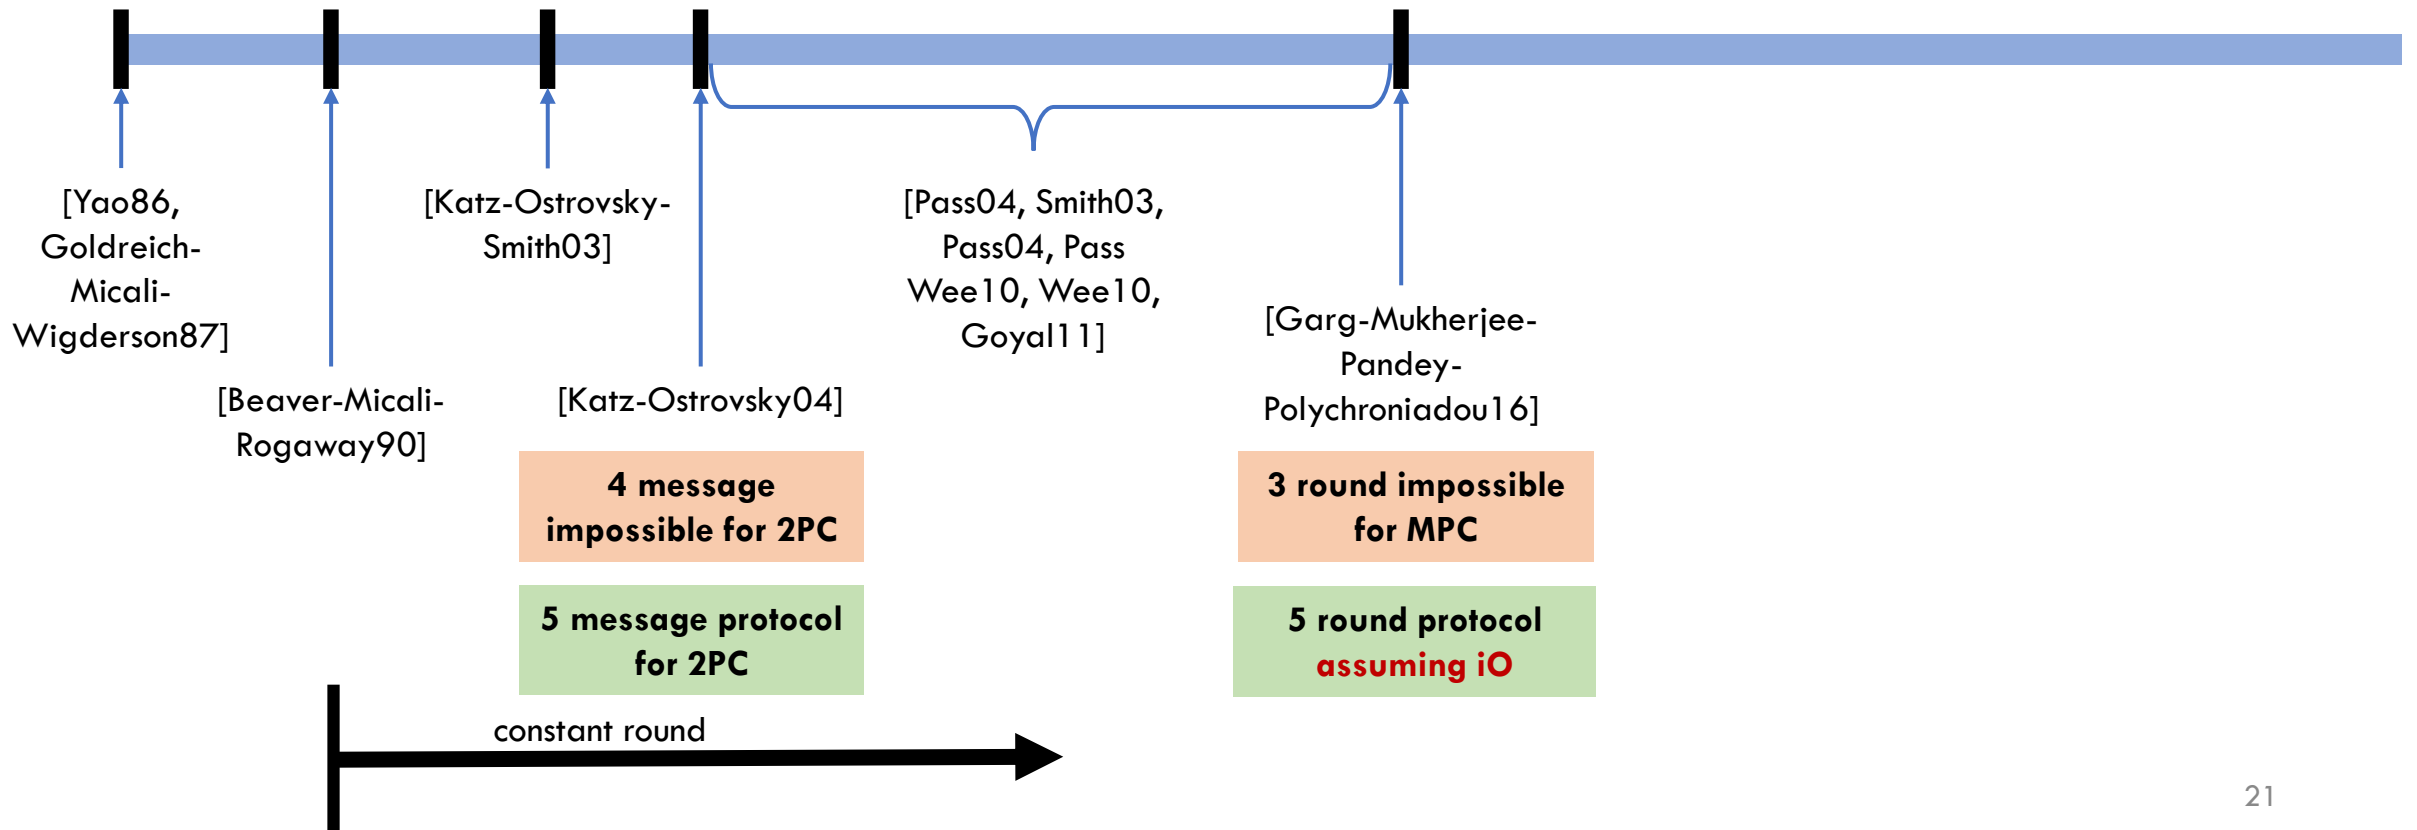 [Yao86,
Goldreich-
Micali-
Wigderson87]
[Beaver-Micali-
Rogaway90]
[Katz-Ostrovsky-
Smith03]
[Katz-Ostrovsky04]
4 message
impossible for 2PC
5 message protocol
for 2PC
[Pass04, Smith03,
Pass04, Pass
Wee10, Wee10,
Goyal11]
[Garg-Mukherjee-
Pandey-
Polychroniadou16]
3 round impossible
for MPC
5 round protocol
assuming iO
constant round
21